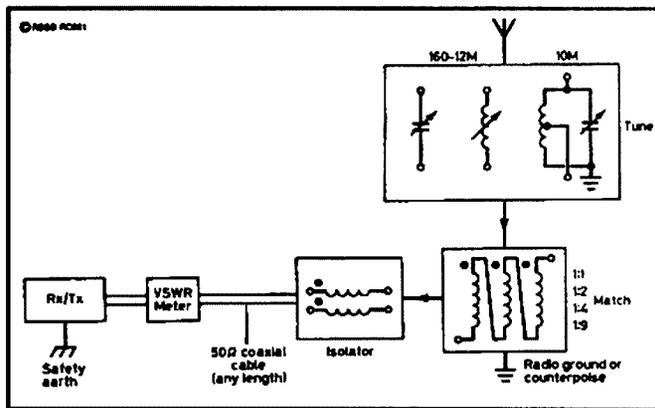 160-12M
10M
Tune
1:1
1:2
1:4
1:9
Match
Rx/Tx
VSWR
Meter
Isolator
Safety
earth
50Ω coaxial
cable
(any length)
Radio ground or
counterpoise